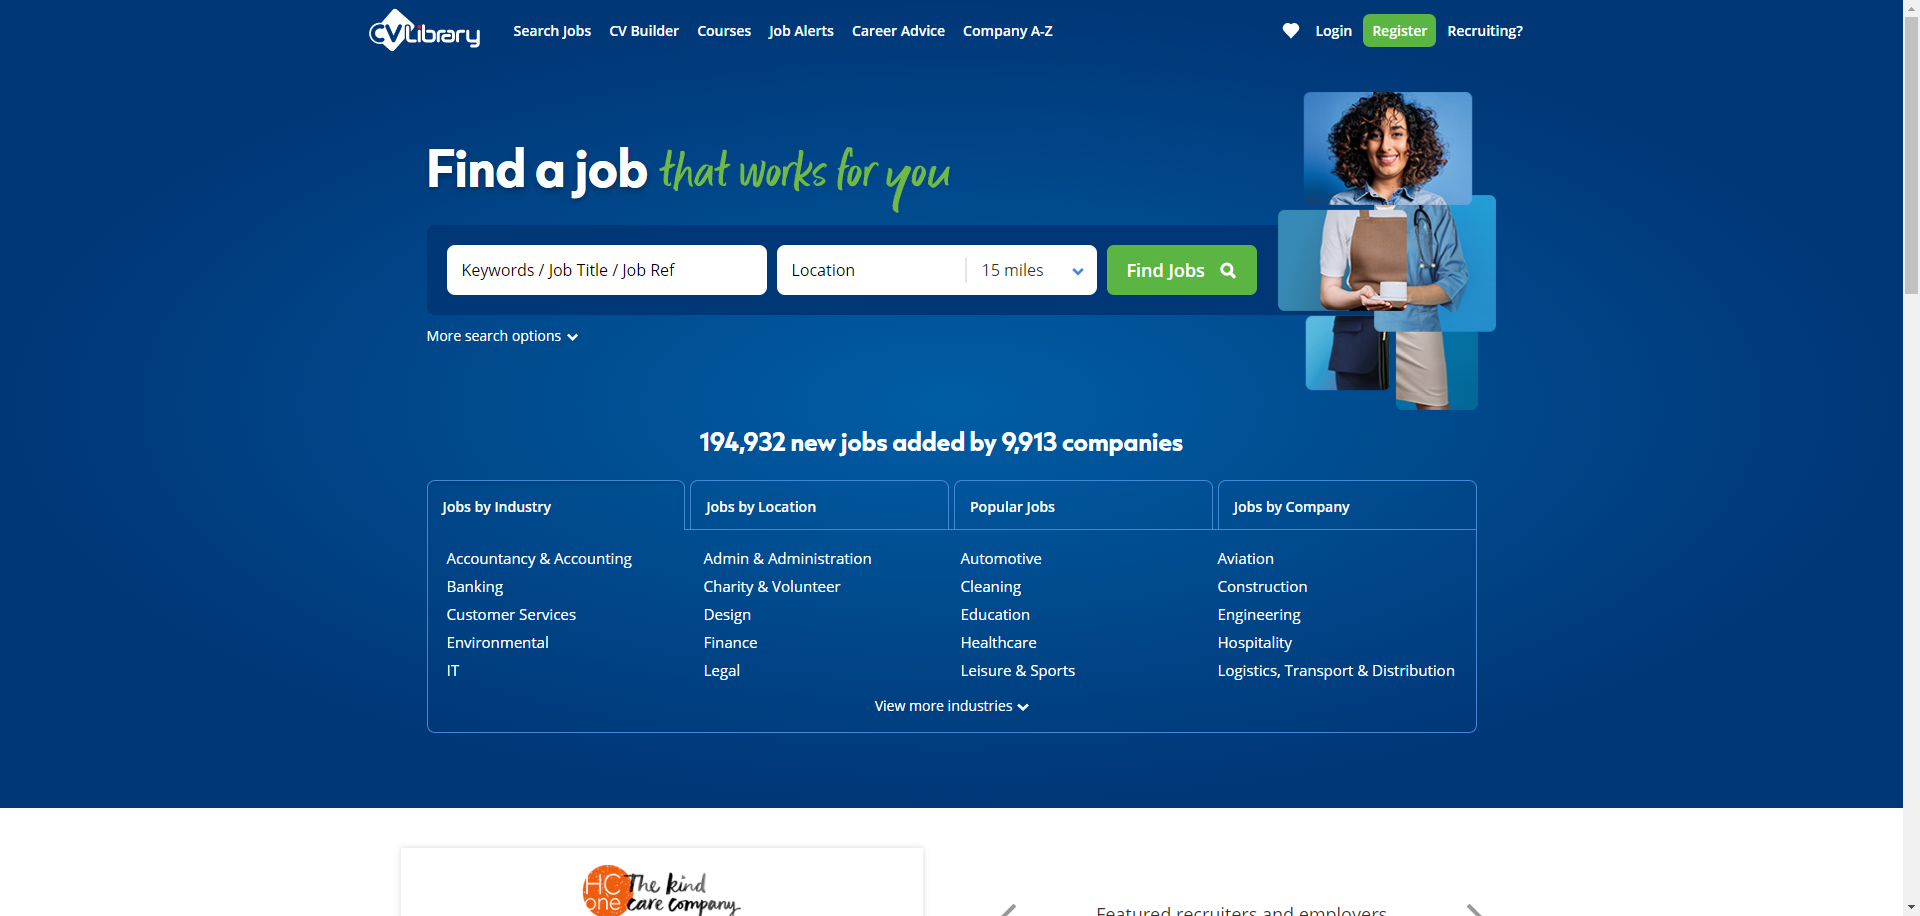 CVLibrary
Search Jobs CV Builder Courses Job Alerts Career Advice Company A-Z Login Register Recruiting?
Find a job that works for you
Keywords / Job Title / Job Ref Location 15 miles Find Jobs
More search options
194,932 new jobs added by 9,913 companies
Jobs by Industry Jobs by Location Popular Jobs Jobs by Company
Accountancy & Accounting Admin & Administration Automotive Aviation
Banking Charity & Volunteer Cleaning Construction
Customer Services Design Education Engineering
Environmental Finance Healthcare Hospitality
IT Legal Leisure & Sports Logistics, Transport & Distribution
View more industries
HC one The kind care company
Featured recruiters and employers